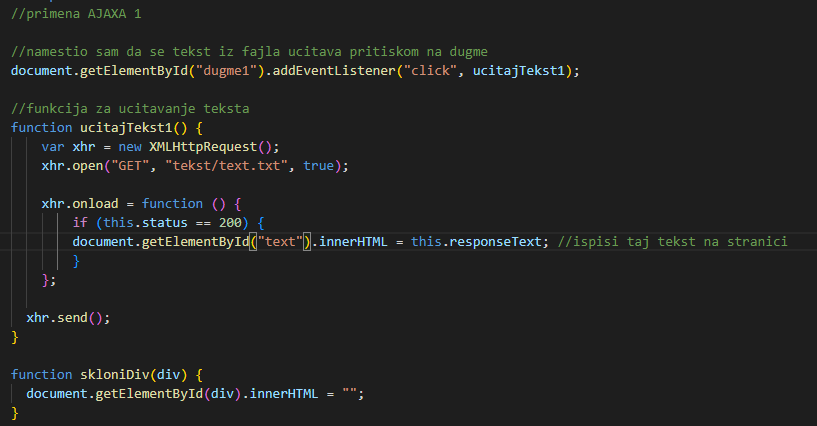 //primena AJAXA 1
//namestio sam da se tekst iz fajla ucitava pritiskom na dugme
document.getElementById("dugme1").addEventListener("click", ucitajTekst1);
//funkcija za ucitavanje teksta
function ucitajTekst1() {
    var xhr = new XMLHttpRequest();
    xhr.open("GET", "tekst/text.txt", true);
    xhr.onload = function () {
        if (this.status == 200) {
        document.getElementById("text").innerHTML = this.responseText; //ispisi taj tekst na stranici
        }
    };
  xhr.send();
}
function skloniDiv(div) {
  document.getElementById(div).innerHTML = "";
}